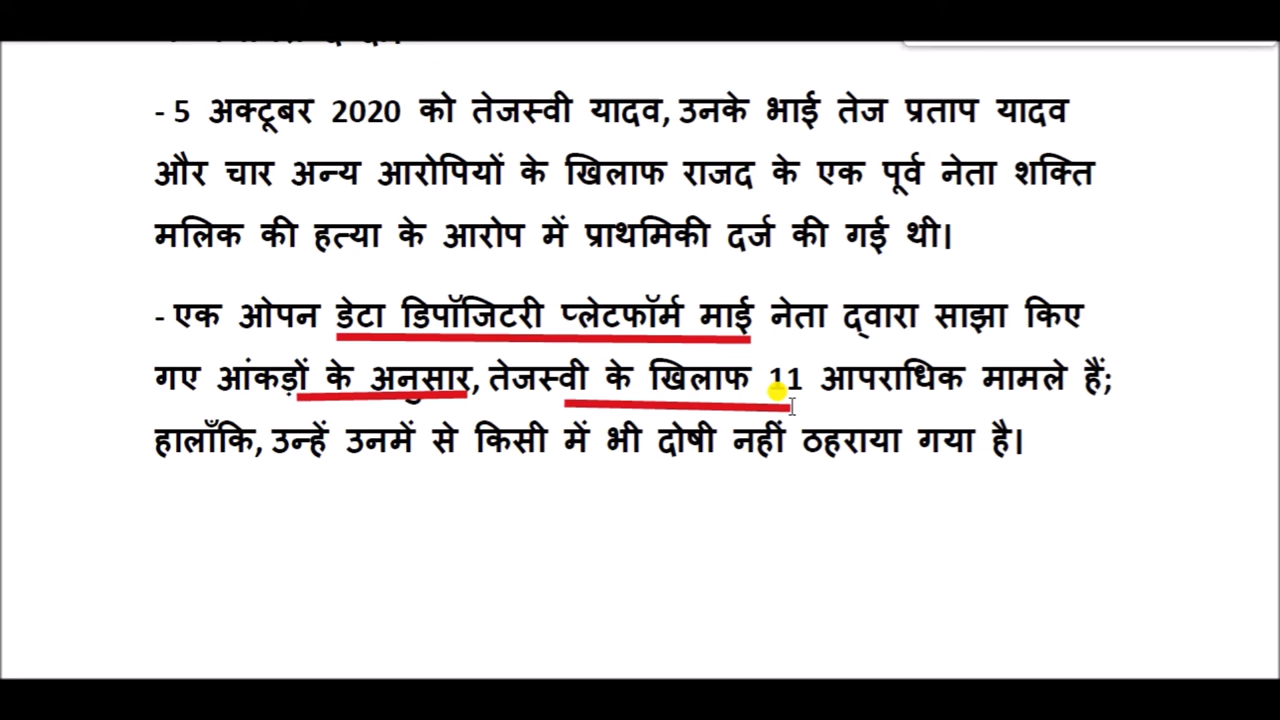 - 5 अक्टूबर 2020 को तेजस्वी यादव, उनके भाई तेज प्रताप यादव
और चार अन्य आरोपियों के खिलाफ राजद के एक पूर्व नेता शक्ति
मलिक की हत्या के आरोप में प्राथमिकी दर्ज की गई थी।
- एक ओपन डेटा डिपॉजिटरी प्लेटफॉर्म माई नेता द्वारा साझा किए
गए आंकड़ों के अनुसार, तेजस्वी के खिलाफ 11 आपराधिक मामले हैं;
हालाँकि, उन्हें उनमें से किसी में भी दोषी नहीं ठहराया गया है।